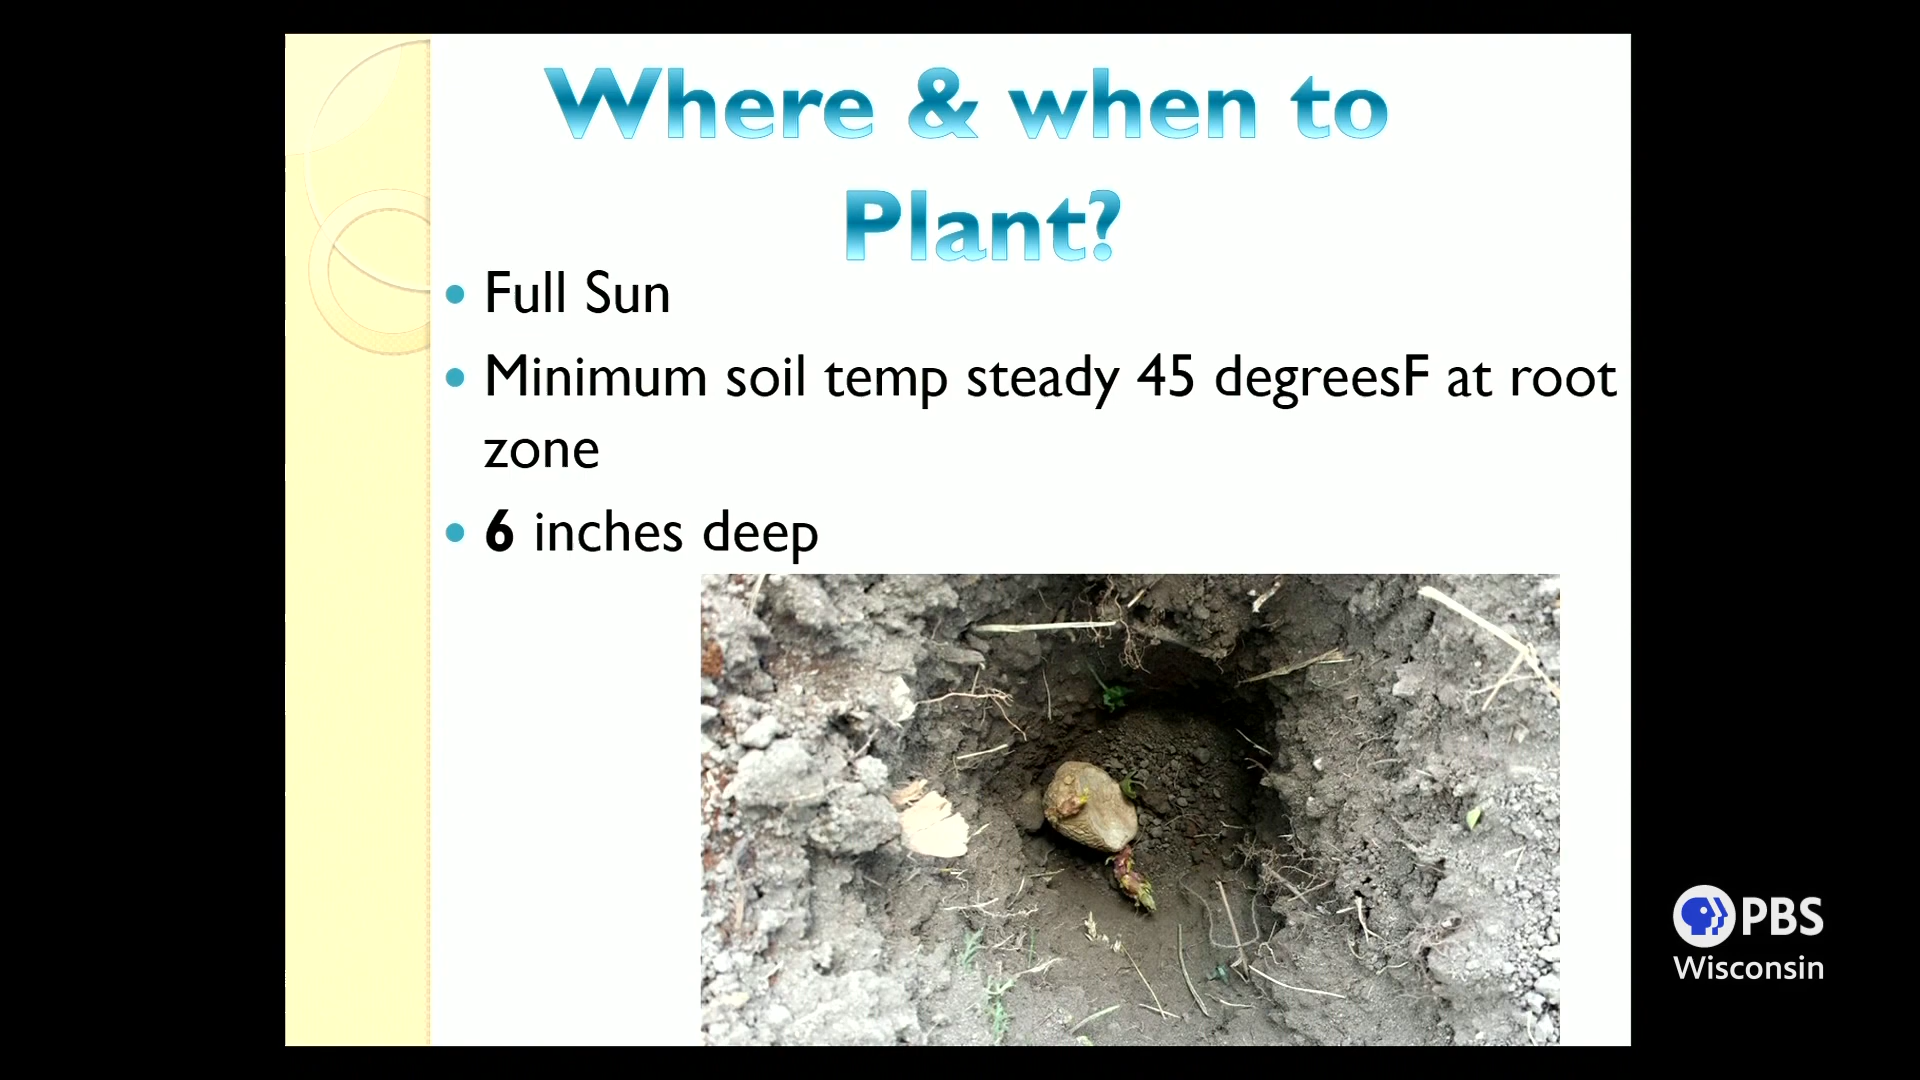 Where & when to
Plant?
• Full Sun
• Minimum soil temp steady 45 degreesF at root
zone
• 6 inches deep
PBS
Wisconsin